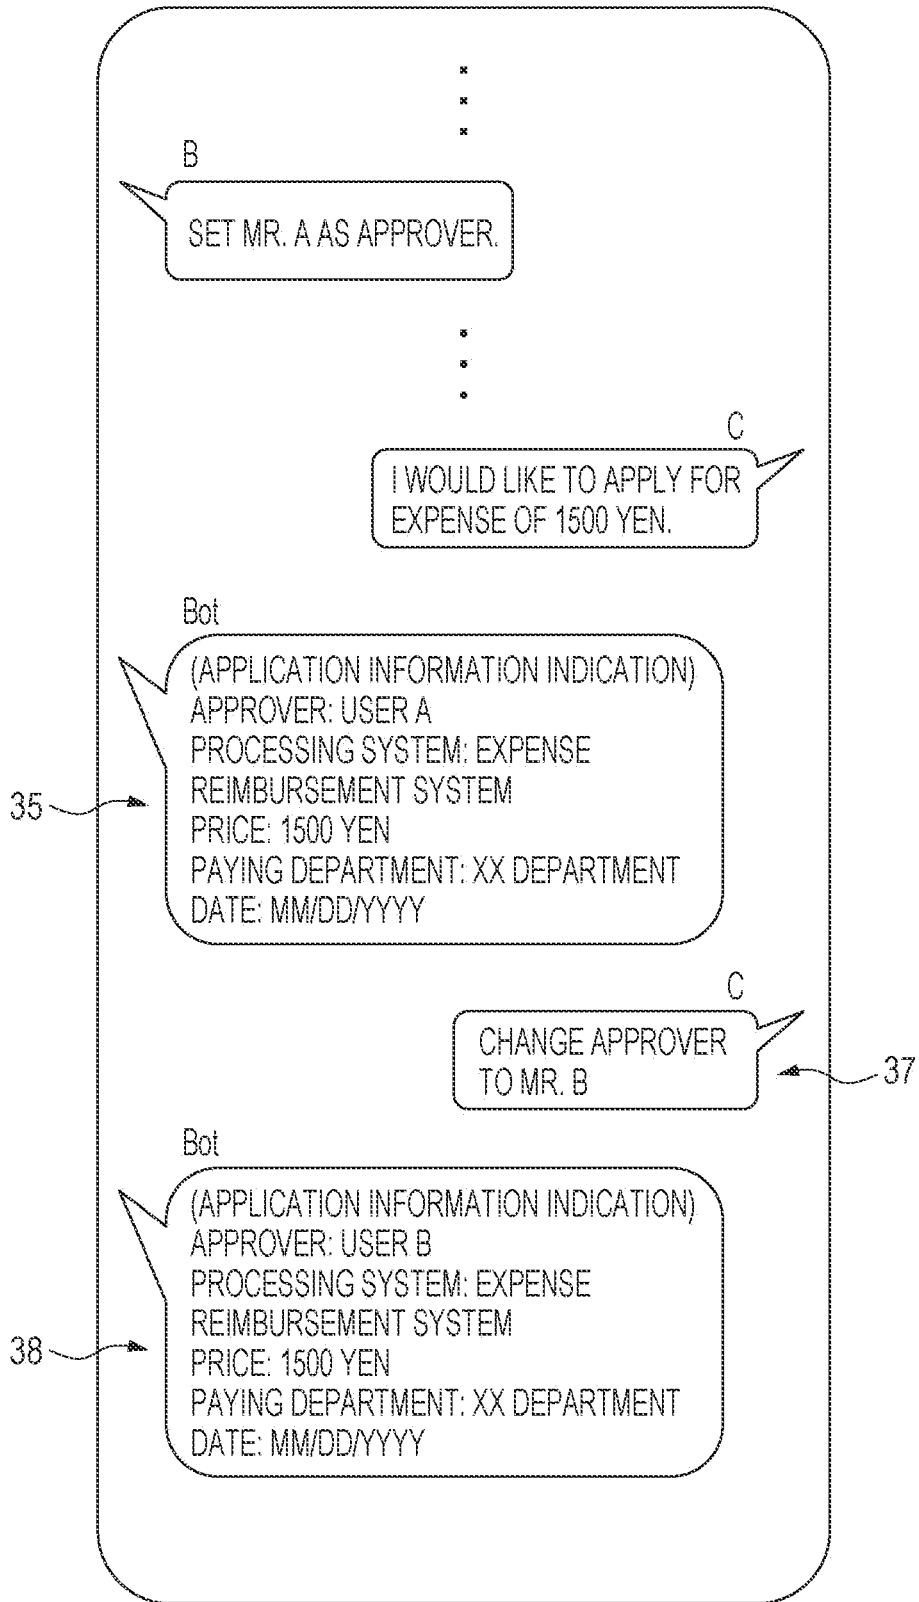 B
SET MR. A AS APPROVER.
C
I WOULD LIKE TO APPLY FOR
EXPENSE OF 1500 YEN.
Bot
(APPLICATION INFORMATION INDICATION)
APPROVER: USER A
PROCESSING SYSTEM: EXPENSE
REIMBURSEMENT SYSTEM
35
PRICE: 1500 YEN
PAYING DEPARTMENT: XX DEPARTMENT
DATE: MM/DD/YYYY
C
CHANGE APPROVER
TO MR. B
37
Bot
(APPLICATION INFORMATION INDICATION)
APPROVER: USER B
PROCESSING SYSTEM: EXPENSE
REIMBURSEMENT SYSTEM
38
PRICE: 1500 YEN
PAYING DEPARTMENT: XX DEPARTMENT
DATE: MM/DD/YYYY